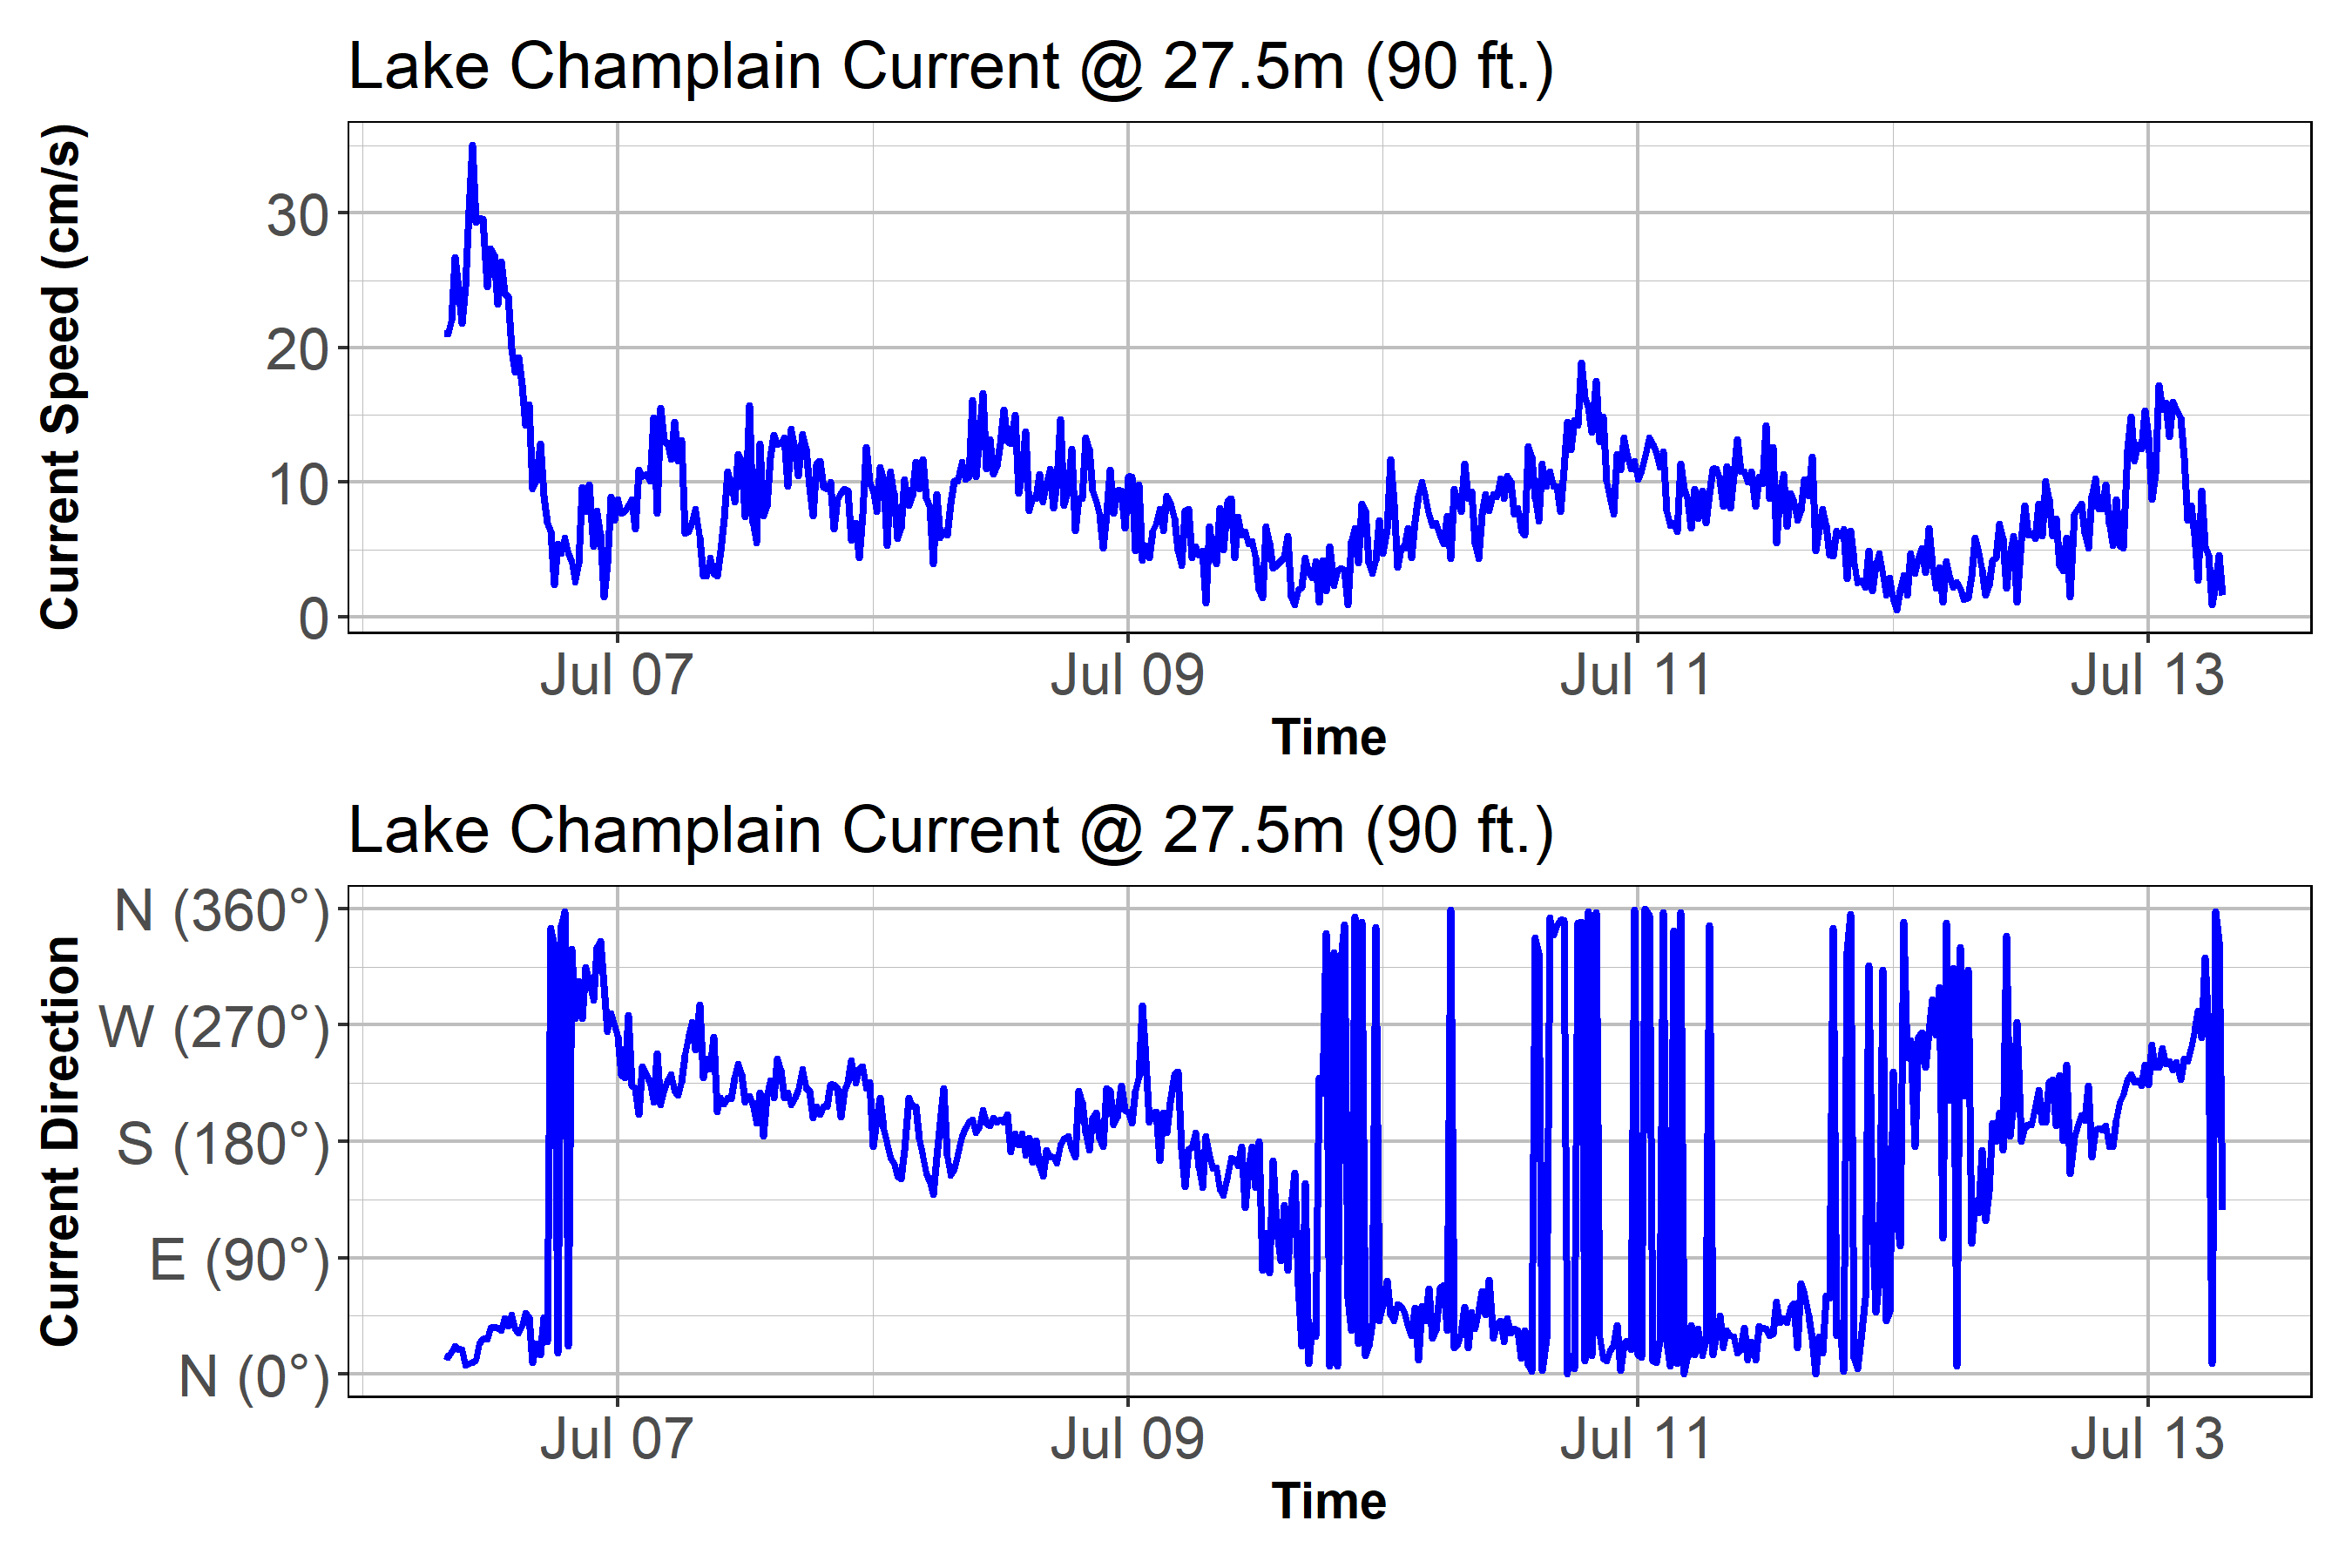 Lake Champlain Current @ 27.5m (90 ft.)
Current Speed (cm/s)
30
20
10
0
Jul 07 Jul 09 Jul 11 Jul 13
Time
Lake Champlain Current @ 27.5m (90 ft.)
Current Direction
N (360°)
W (270°)
S (180°)
E (90°)
N (0°)
Jul 07 Jul 09 Jul 11 Jul 13
Time